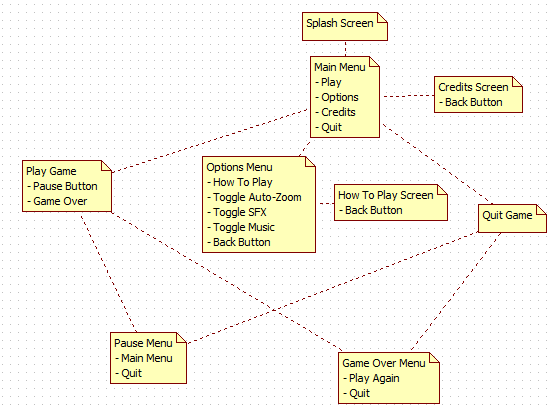 Splash Screen
Main Menu
- Play
- Options
- Credits
- Quit
Credits Screen
- Back Button
Play Game
- Pause Button
- Game Over
Options Menu
- How To Play
- Toggle Auto-Zoom
- Toggle SFX
- Toggle Music
- Back Button
How To Play Screen
- Back Button
Quit Game
Pause Menu
- Main Menu
- Quit
Game Over Menu
- Play Again
- Quit